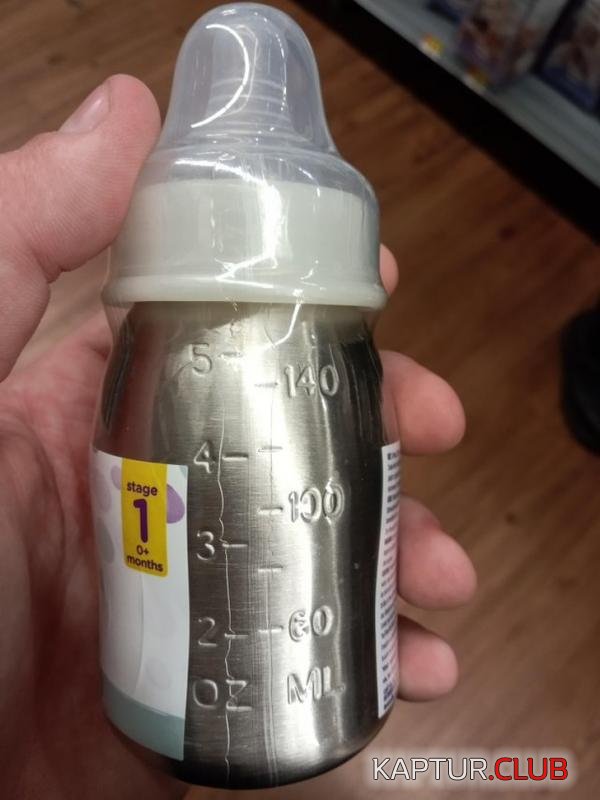 5
140
4
100
stage
1
0+
months
3
2
60
OZ ML
KAPTUR.CLUB